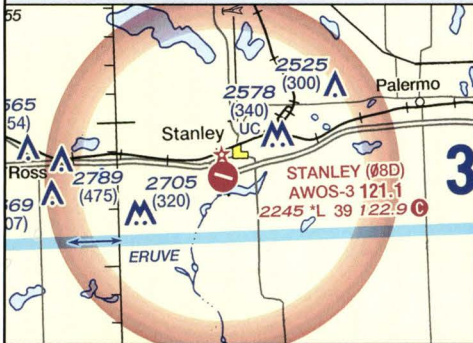 55
2525
(300)
2578
(340)
UC
Palermo
Stanley
565
54)
Ross
2789
(475)
2705
(320)
STANLEY (Ø8D)
AWOS-3 121.1
2245 *L 39 122.9 C
3
569
07)
ERUVE